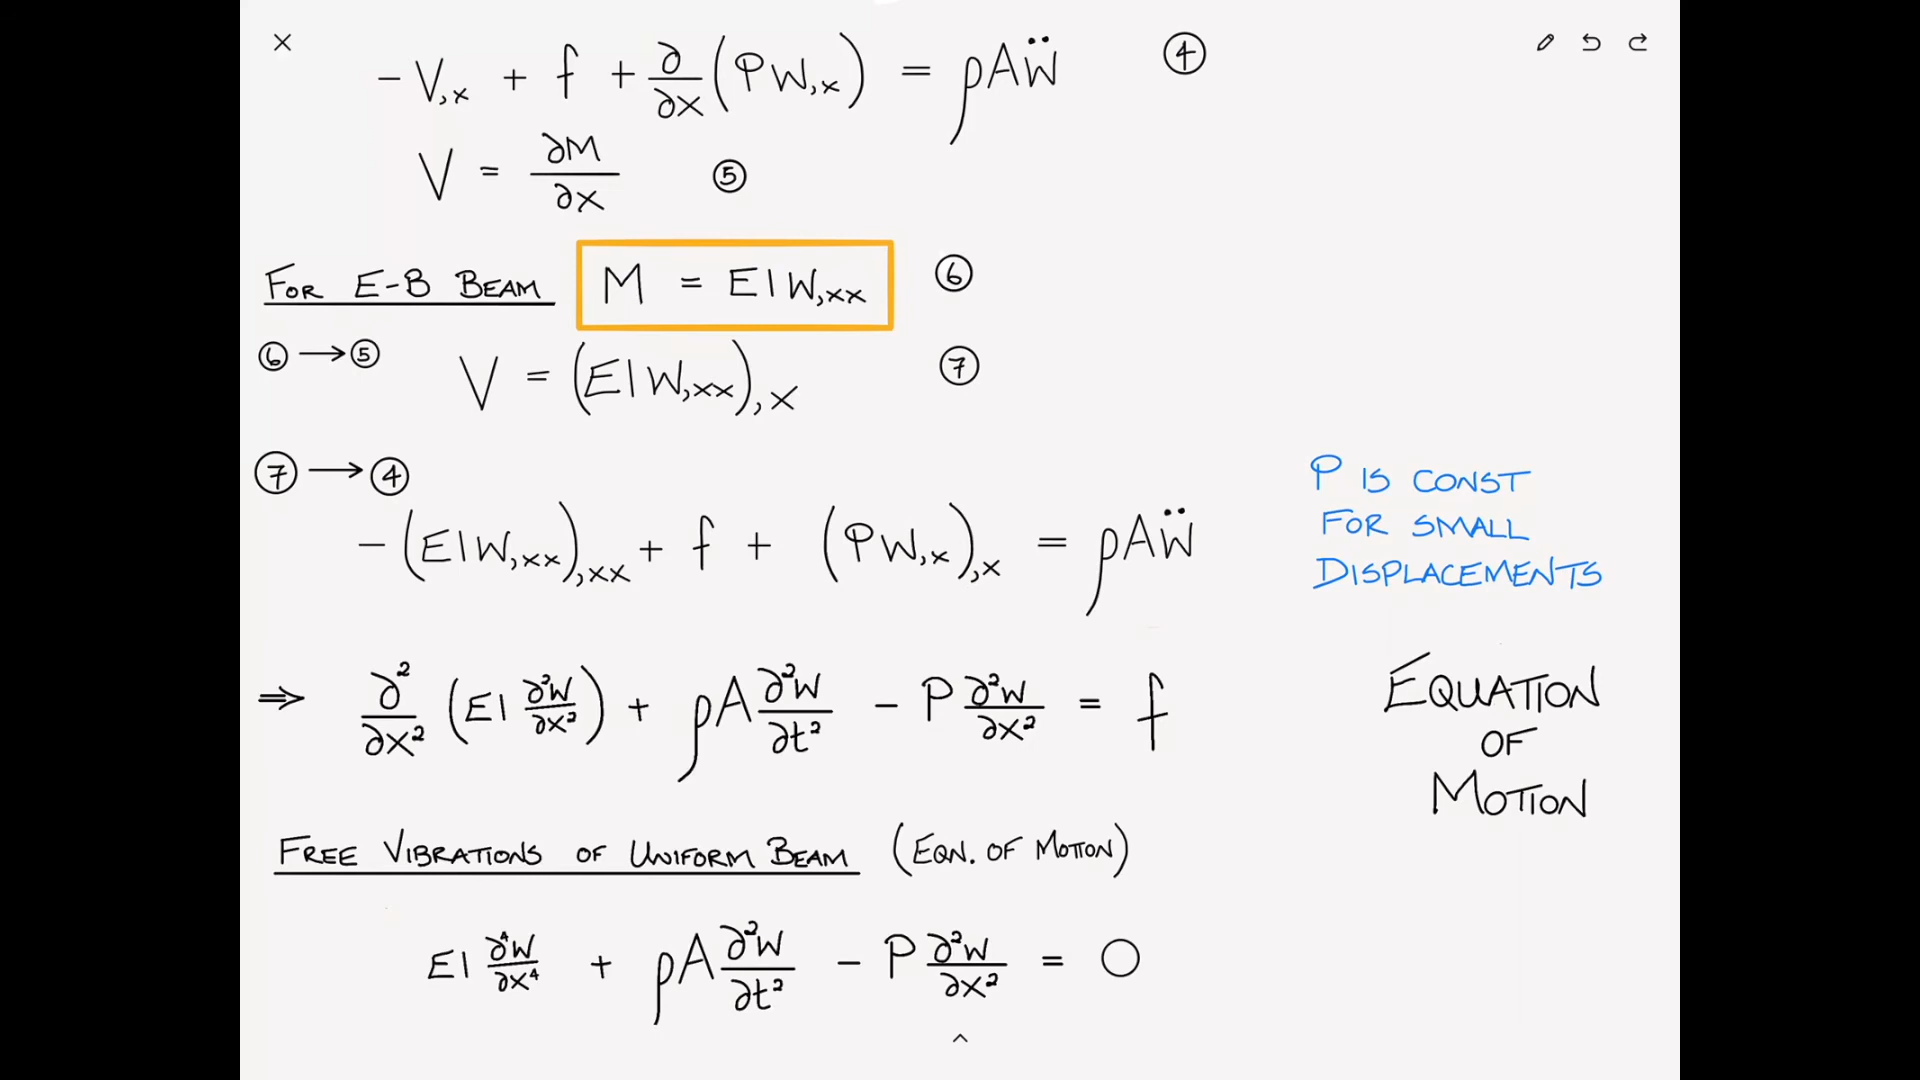 -V,x + f + ∂/∂x (PW,x) = ρAẅ ④
V = ∂M/∂x ⑤
FOR E-B BEAM M = EIW,xx ⑥
⑥ → ⑤ V = (EIW,xx),x ⑦
⑦ → ④
-(EIW,xx),xx + f + (PW,x),x = ρAẅ
P IS CONST
FOR SMALL
DISPLACEMENTS
⇒ ∂²/∂x² (EI ∂²W/∂x²) + ρA ∂²W/∂t² - P ∂²W/∂x² = f
EQUATION
OF
MOTION
FREE VIBRATIONS OF UNIFORM BEAM (EQN. OF MOTION)
EI ∂⁴W/∂x⁴ + ρA ∂²W/∂t² - P ∂²W/∂x² = 0